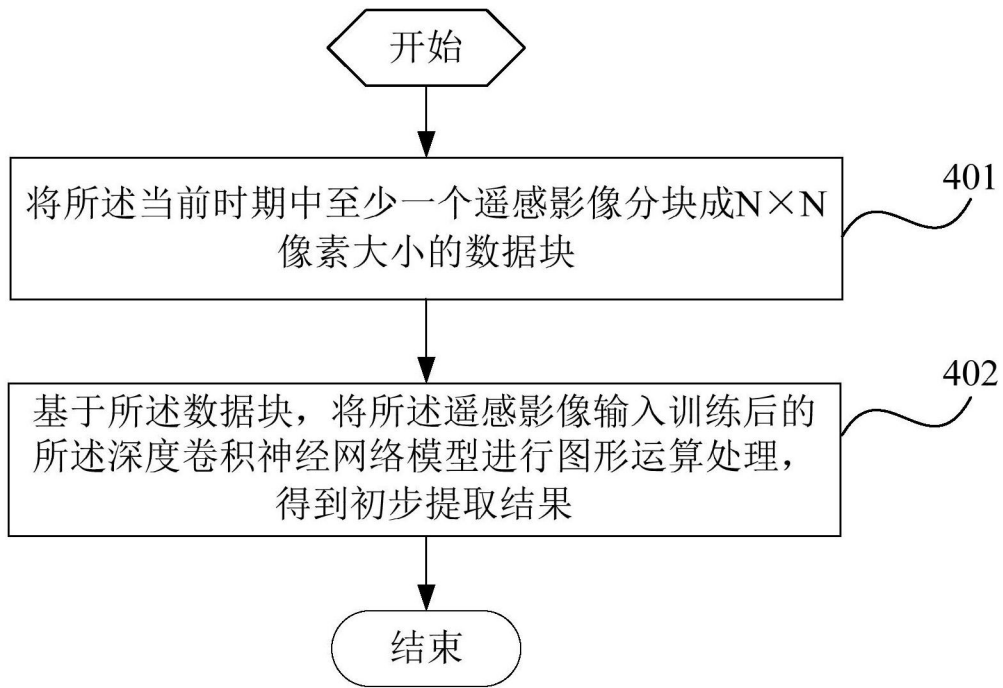 开始
将所述当前时期中至少一个遥感影像分块成N×N
像素大小的数据块
401
基于所述数据块，将所述遥感影像输入训练后的
所述深度卷积神经网络模型进行图形运算处理，
得到初步提取结果
402
结束